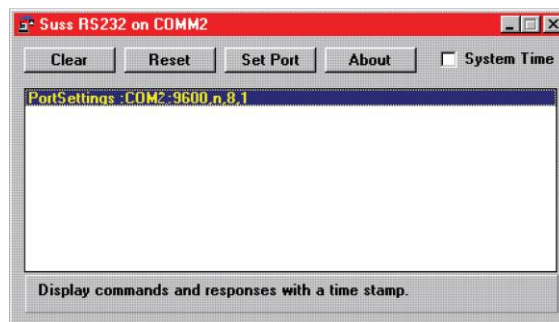 Suss RS232 on COMM2
Clear Reset Set Port About System Time
PortSettings :COM2:9600,n,8,1
Display commands and responses with a time stamp.